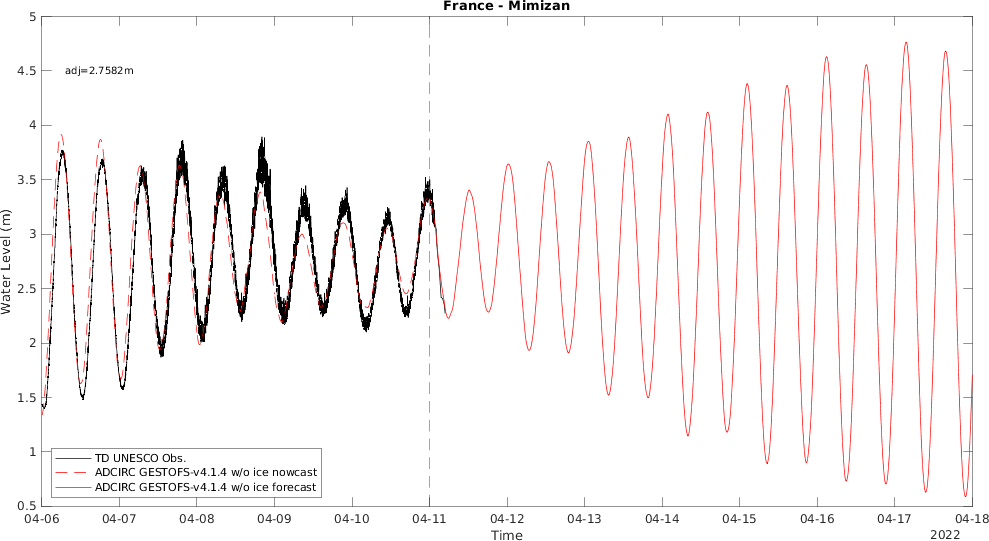 France - Mimizan
5
4.5
4
3.5
3
2.5
2
1.5
1
0.5
Water Level (m)
adj=2.7582m
TD UNESCO Obs.
ADCIRC GESTOFS-v4.1.4 w/o ice nowcast
ADCIRC GESTOFS-v4.1.4 w/o ice forecast
04-06 04-07 04-08 04-09 04-10 04-11 04-12 04-13 04-14 04-15 04-16 04-17 04-18
Time
2022